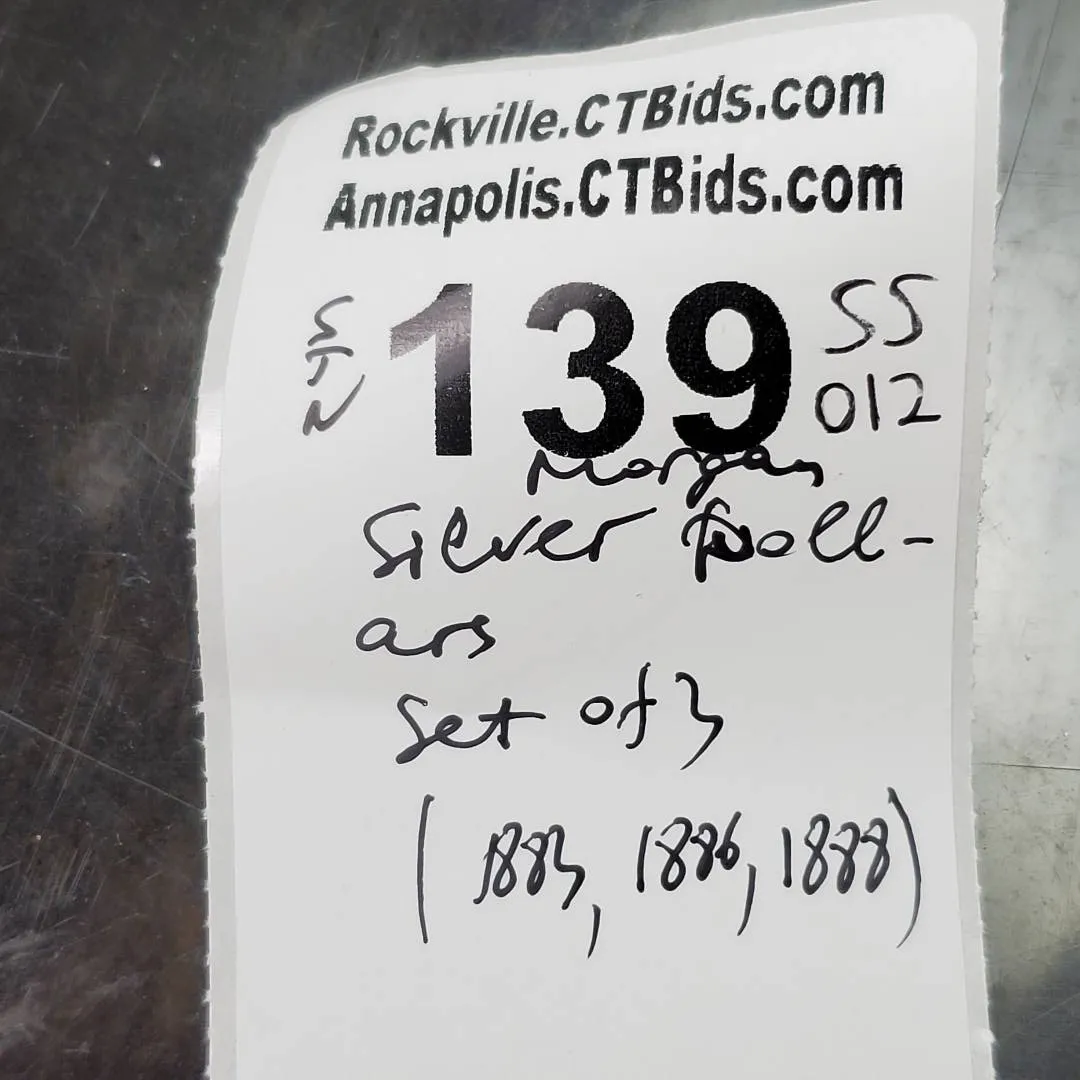 Rockville.CTBids.com
Annapolis.CTBids.com
STN 139 SS
012
Morgan
Silver Doll-
ars
Set of 3
(1883, 1886, 1888)